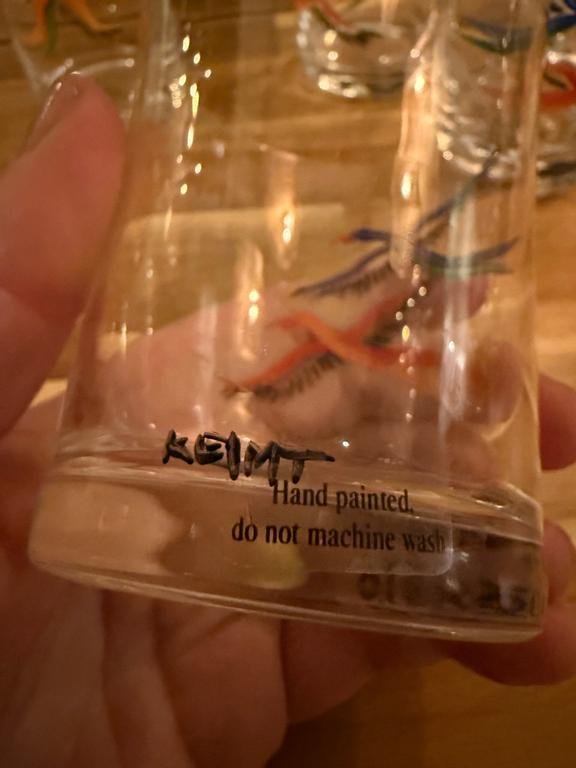 KEIMT
Hand painted,
do not machine wash